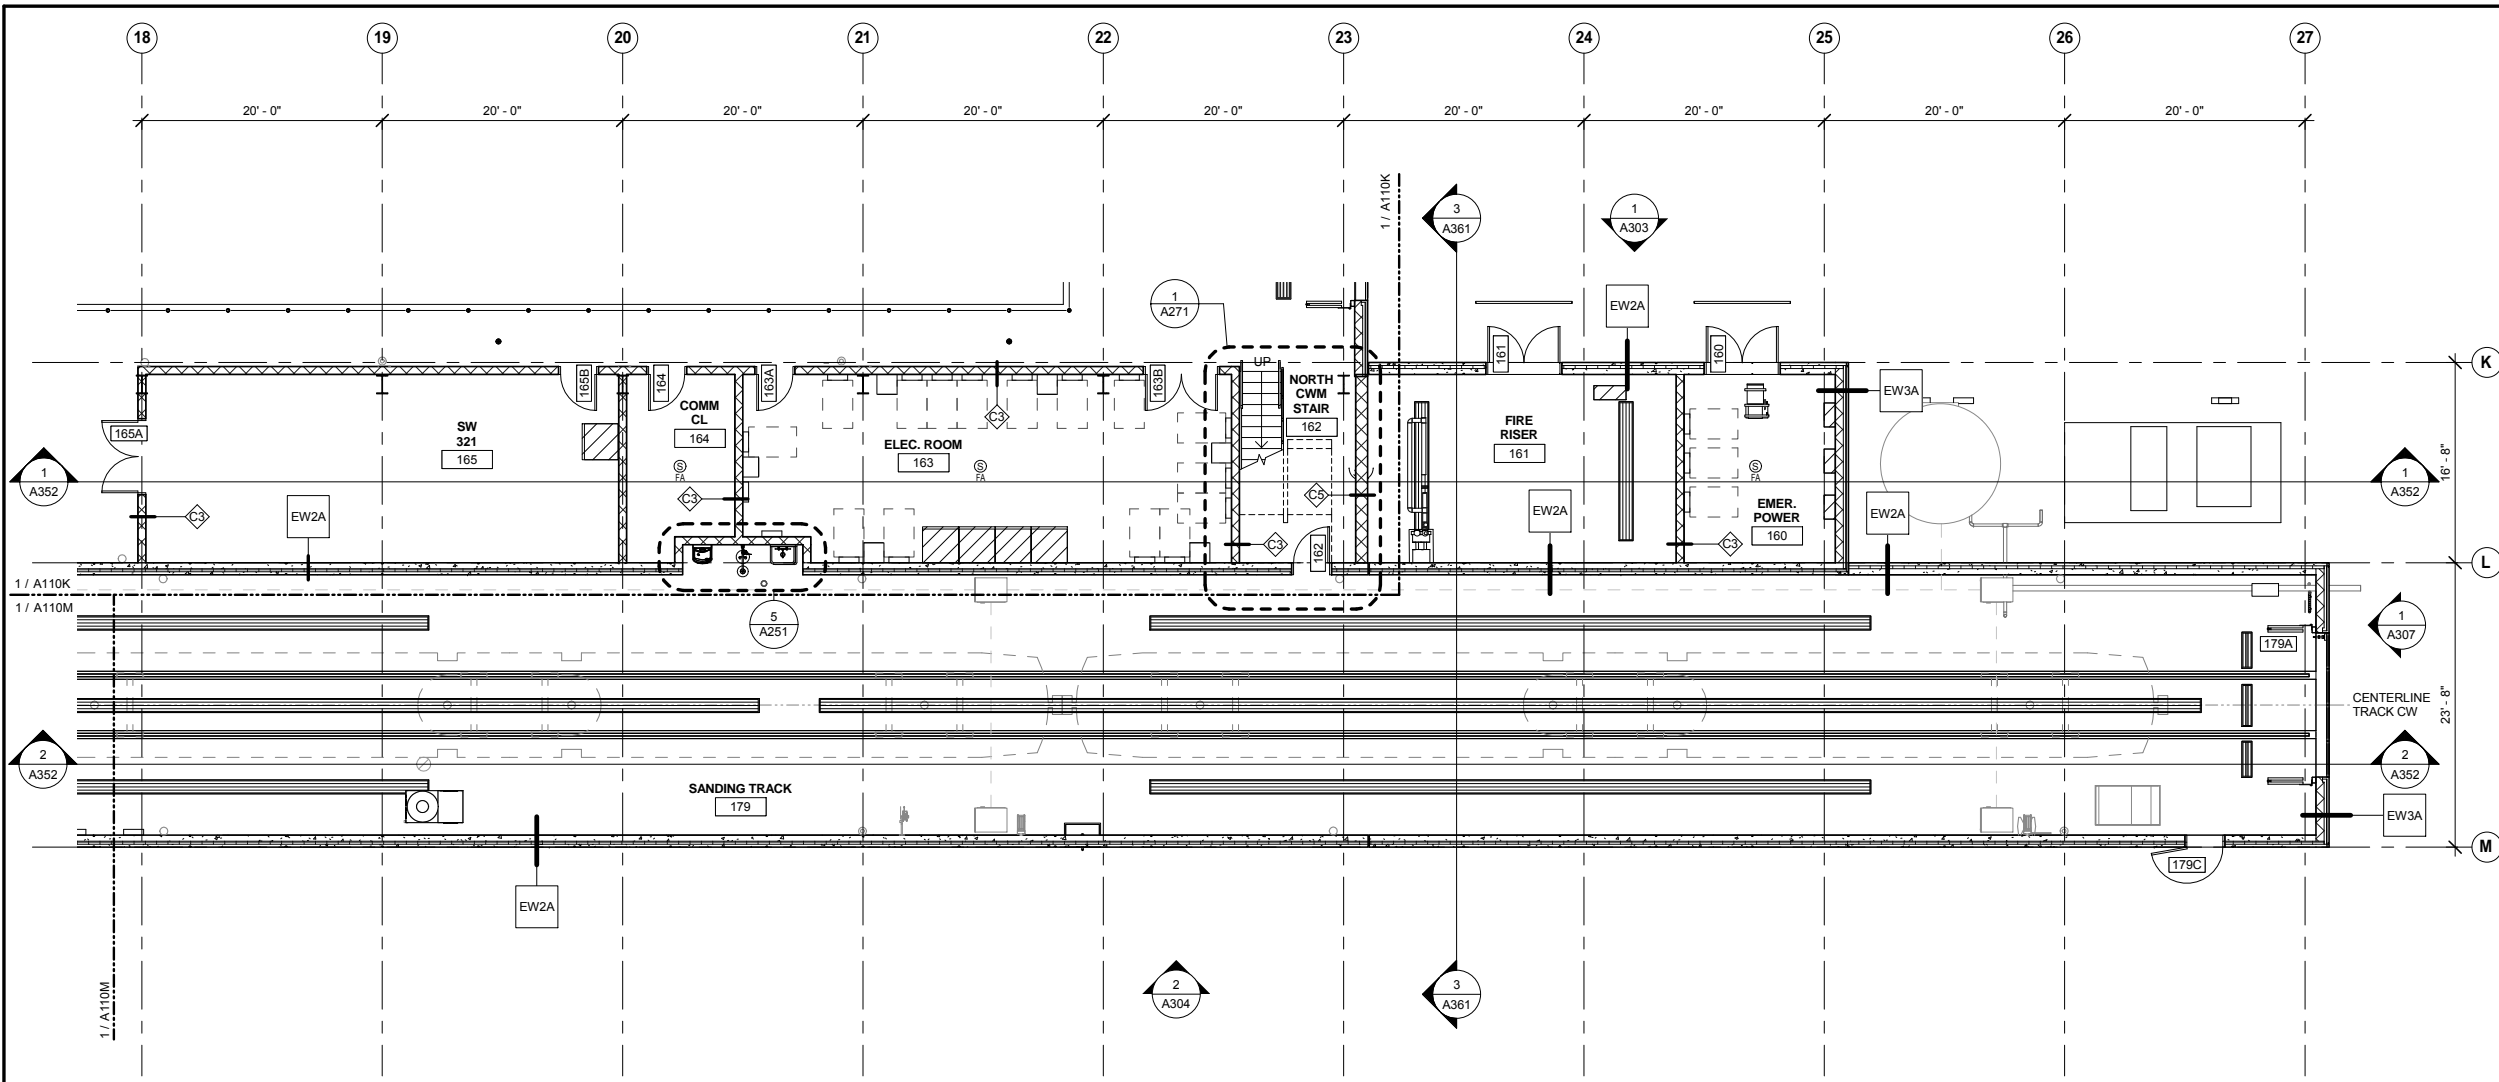 18 19 20 21 22 23 24 25 26 27
20' - 0" 20' - 0" 20' - 0" 20' - 0" 20' - 0" 20' - 0" 20' - 0" 20' - 0" 20' - 0"
1 / A110K
3
A361
1
A303
1
A271
EW2A
UP
K
165B
164
163A
163B
161
160
NORTH
CWM
STAIR
162
COMM
CL
164
EW3A
C3
165A
SW
321
165
ELEC. ROOM
163
FIRE
RISER
161
1
A352
S
FA
S
FA
S
FA
1
A352
16' - 8"
C3
EW2A
C3
C5
EW2A
EMER.
POWER
160
EW2A
C3
162
C3
L
1 / A110K
1 / A110M
5
A251
1
A307
179A
CENTERLINE
TRACK CW
23' - 8"
2
A352
2
A352
SANDING TRACK
179
EW3A
M
179C
EW2A
1 / A110M
2
A304
3
A361